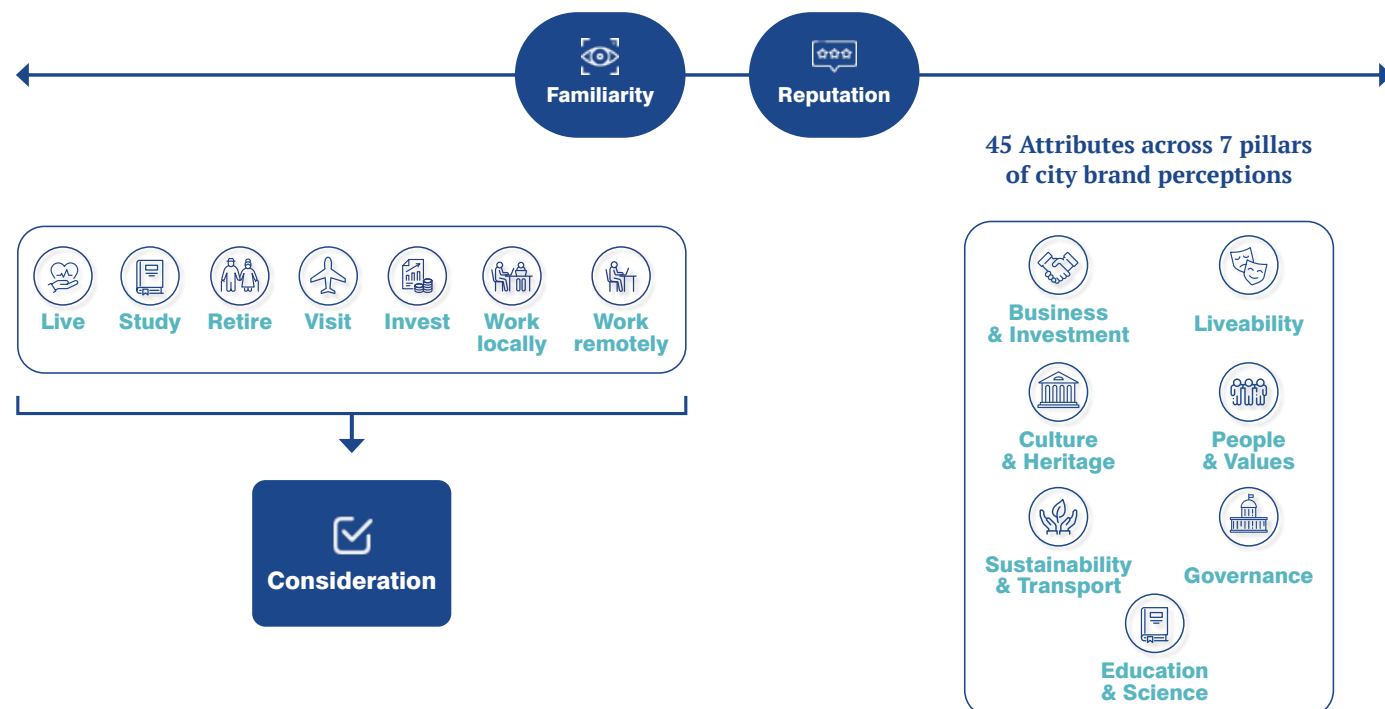 Familiarity
Reputation
45 Attributes across 7 pillars
of city brand perceptions
Live
Study
Retire
Visit
Invest
Work
locally
Work
remotely
Consideration
Business
& Investment
Liveability
Culture
& Heritage
People
& Values
Sustainability
& Transport
Governance
Education
& Science